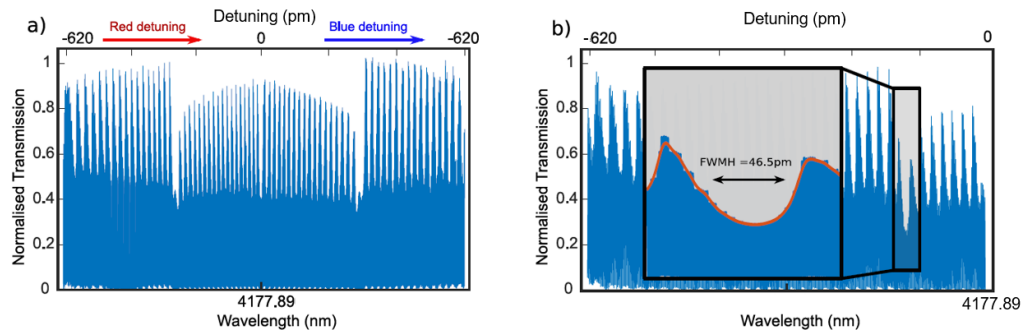 a)
Detuning (pm)
-620 0 -620
Red detuning Blue detuning
Normalised Transmission
1
0.8
0.6
0.4
0.2
0
4177.89
Wavelength (nm)
b)
Detuning (pm)
-620 0
Normalised Transmission
1
0.8
0.6
0.4
0.2
0
FWMH =46.5pm
4177.89
Wavelength (nm)